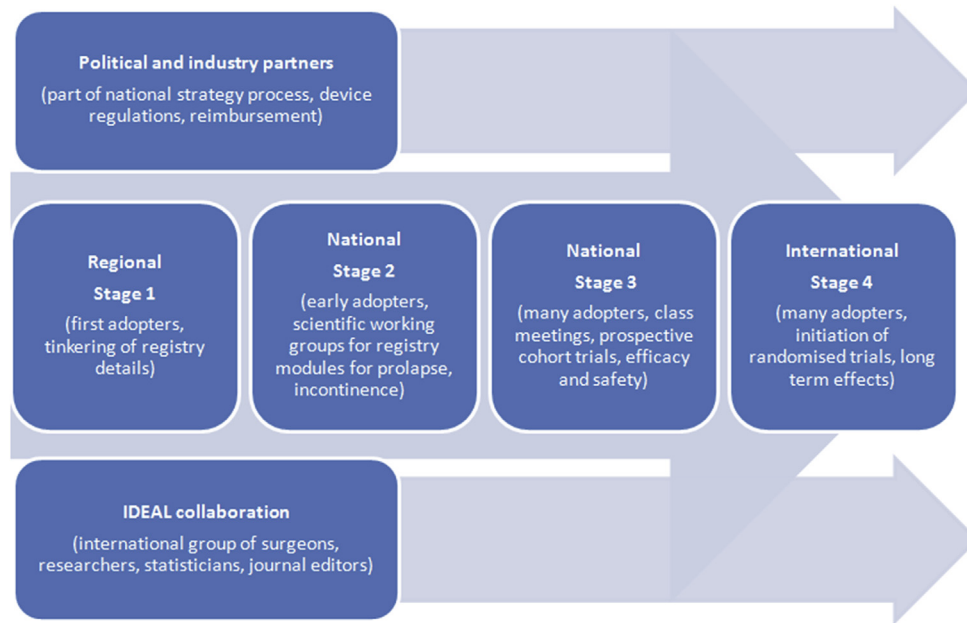 Political and industry partners
(part of national strategy process, device
regulations, reimbursement)
Regional
Stage 1
(first adopters,
tinkering of registry
details)
National
Stage 2
(early adopters,
scientific working
groups for registry
modules for prolapse,
incontinence)
National
Stage 3
(many adopters, class
meetings, prospective
cohort trials, efficacy
and safety)
International
Stage 4
(many adopters,
initiation of
randomised trials, long
term effects)
IDEAL collaboration
(international group of surgeons,
researchers, statisticians, journal editors)